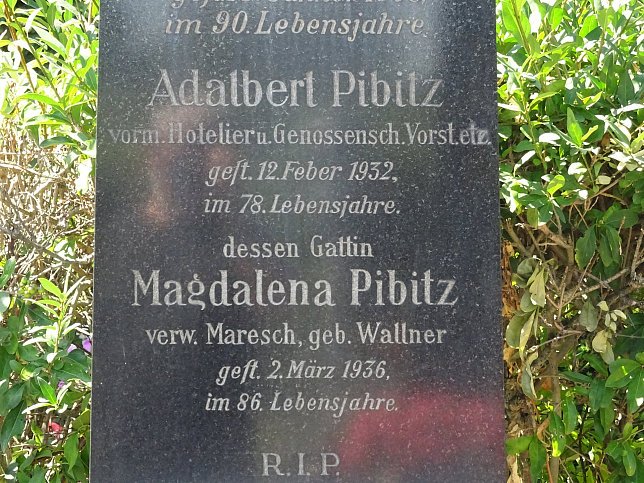 im 90. Lebensjahre.
Adalbert Pibitz
vorm. Hotelier u. Genossensch. Vorst. etz.
gest. 12. Feber 1932,
im 78. Lebensjahre.
dessen Gattin
Magdalena Pibitz
verw. Maresch, geb. Wallner
gest. 2. März 1936,
im 86. Lebensjahre.
R.I.P.